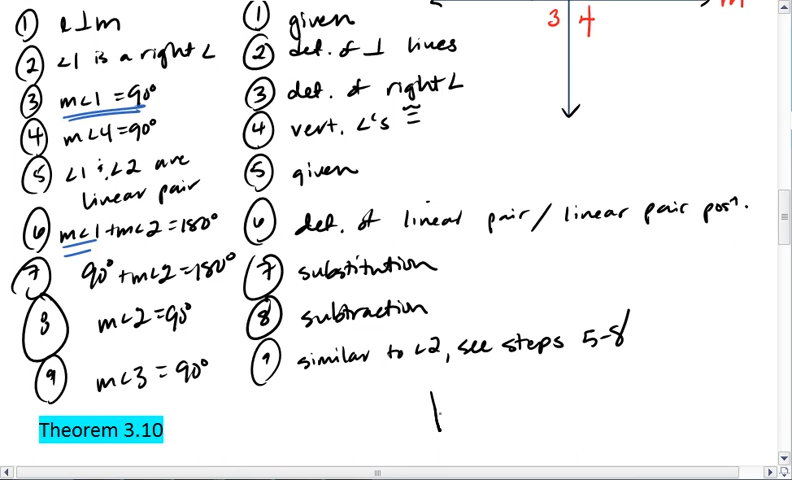 m
① ℓ⊥m ① given
3 4
② ∠1 is a right ∠ ② def. of ⊥ lines
③ m∠1 = 90° ③ def. of right ∠
④ m∠4 = 90° ④ vert. ∠'s ≅
⑤ ∠1 & ∠2 are ⑤ given
linear pair
⑥ m∠1 + m∠2 = 180° ⑥ def. of linear pair / linear pair post.
⑦ 90° + m∠2 = 180° ⑦ substitution
⑧ m∠2 = 90° ⑧ subtraction
⑨ m∠3 = 90° ⑨ similar to ∠2, see steps 5-8
Theorem 3.10